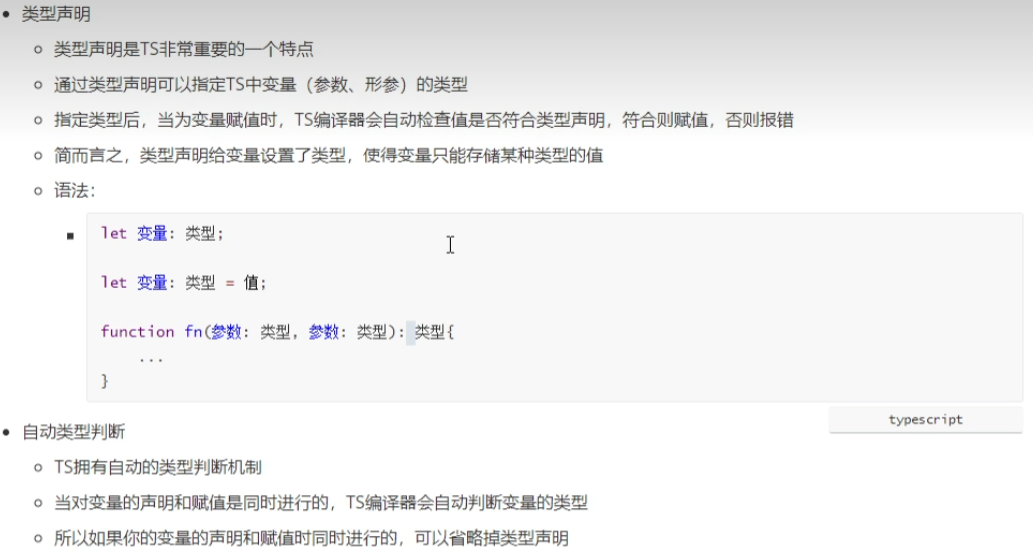 类型声明
类型声明是TS非常重要的一个特点
通过类型声明可以指定TS中变量（参数、形参）的类型
指定类型后，当为变量赋值时，TS编译器会自动检查值是否符合类型声明，符合则赋值，否则报错
简而言之，类型声明给变量设置了类型，使得变量只能存储某种类型的值
语法：
let 变量: 类型;
let 变量: 类型 = 值;
function fn(参数: 类型, 参数: 类型): 类型{
...
}
typescript
自动类型判断
TS拥有自动的类型判断机制
当对变量的声明和赋值是同时进行的，TS编译器会自动判断变量的类型
所以如果你的变量的声明和赋值时同时进行的，可以省略掉类型声明